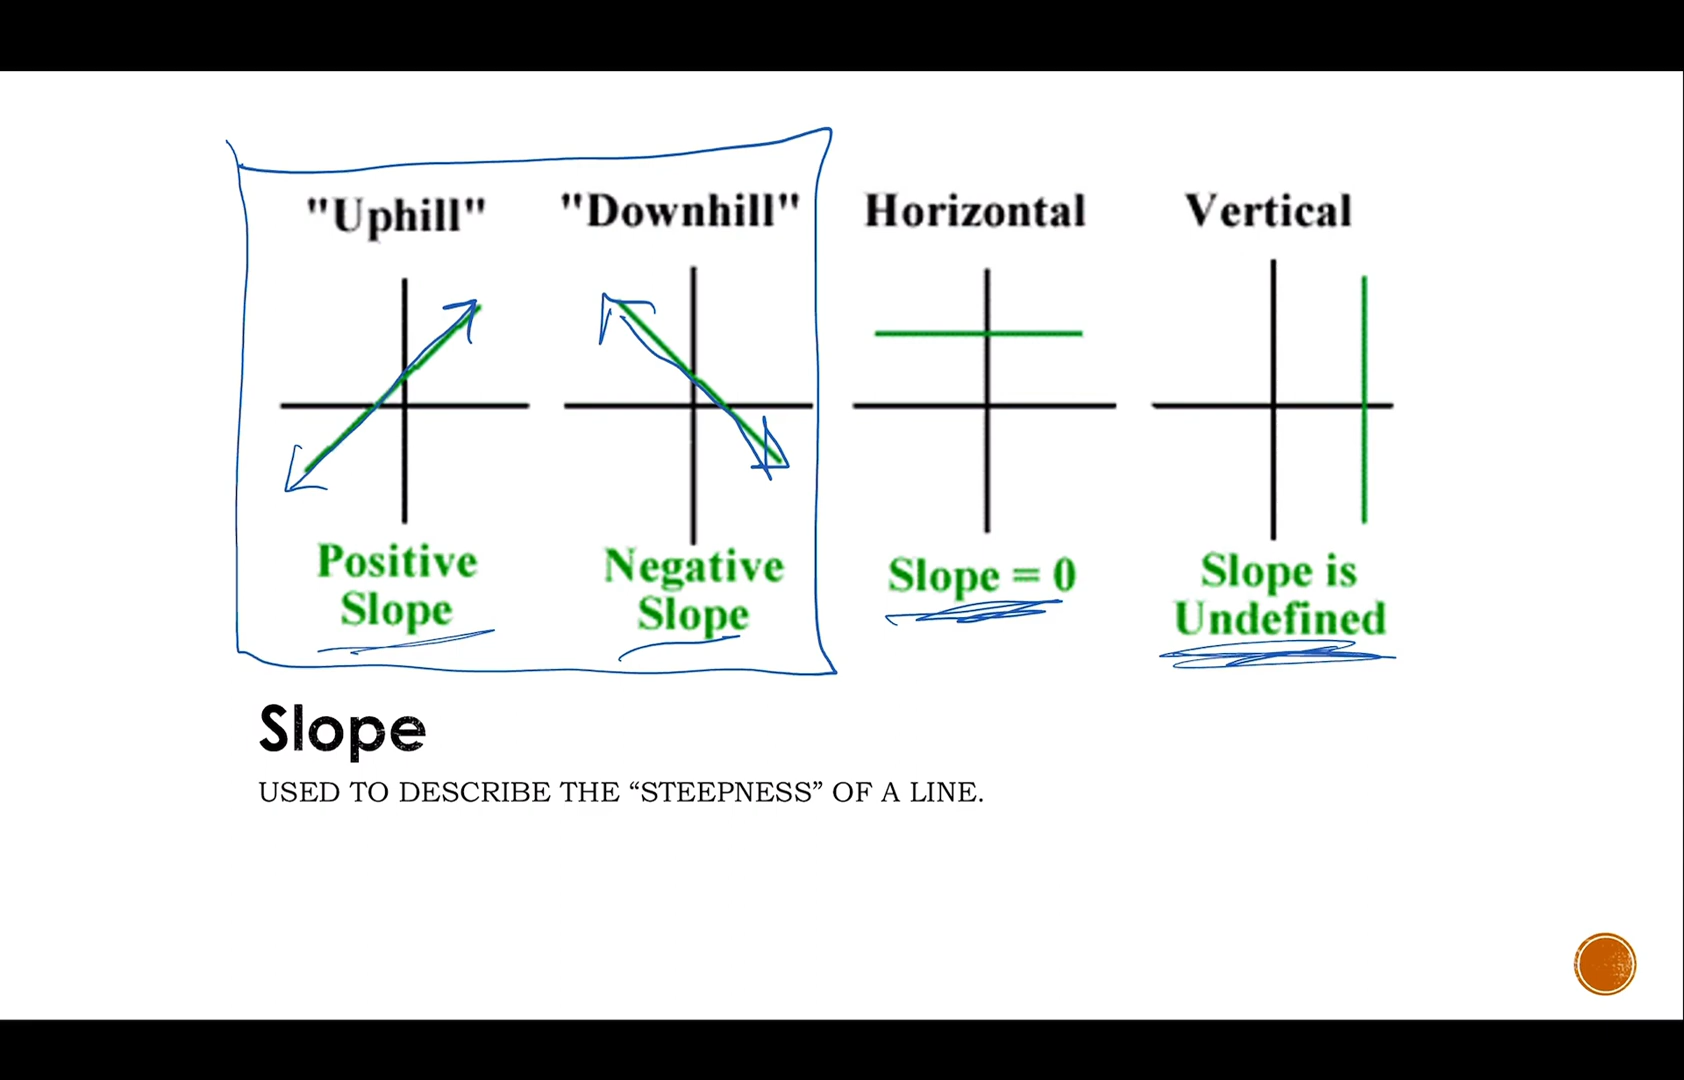 "Uphill"
"Downhill"
Horizontal
Vertical
Positive
Slope
Negative
Slope
Slope = 0
Slope is
Undefined
Slope
USED TO DESCRIBE THE “STEEPNESS” OF A LINE.